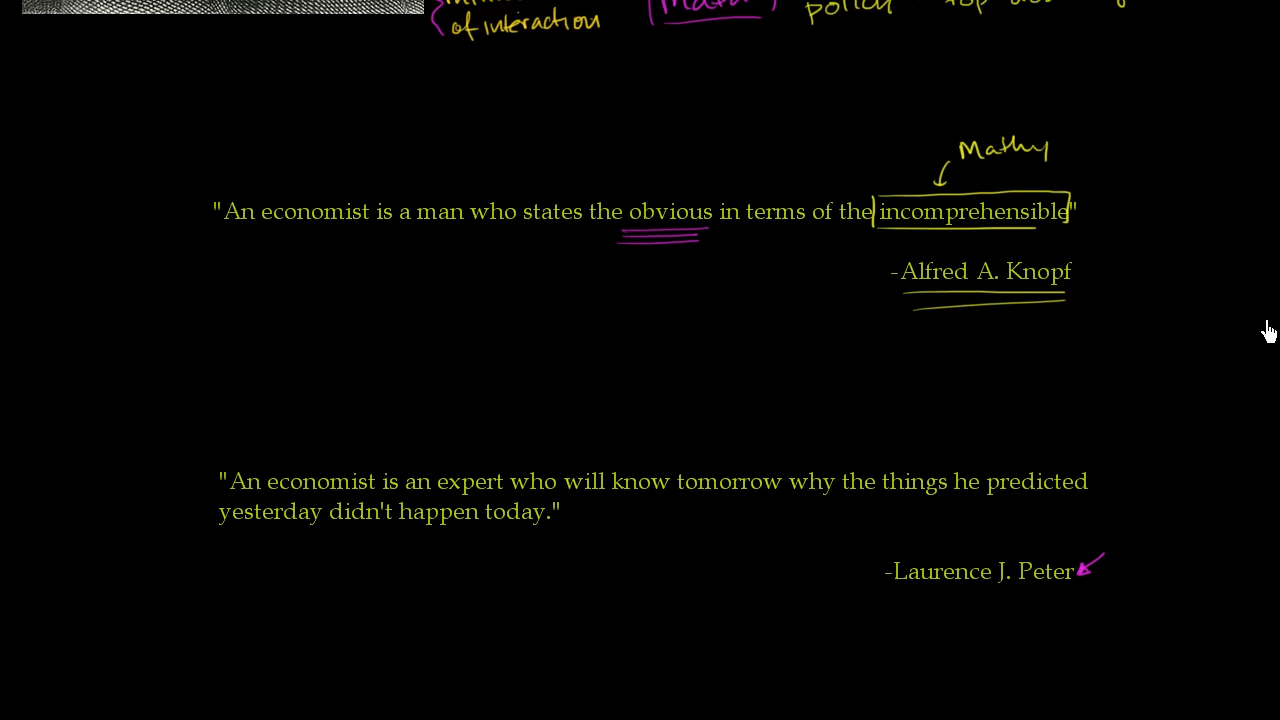 of interaction
Math
policy
Mathy
"An economist is a man who states the obvious in terms of the incomprehensible"
-Alfred A. Knopf
"An economist is an expert who will know tomorrow why the things he predicted
yesterday didn't happen today."
-Laurence J. Peter